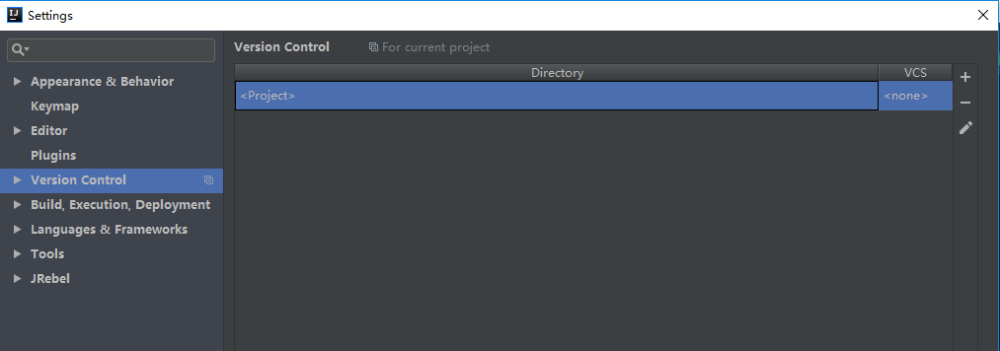 IJ Settings
Version Control For current project
Appearance & Behavior
Keymap
Editor
Plugins
Version Control
Build, Execution, Deployment
Languages & Frameworks
Tools
JRebel
Directory VCS
<Project> <none>